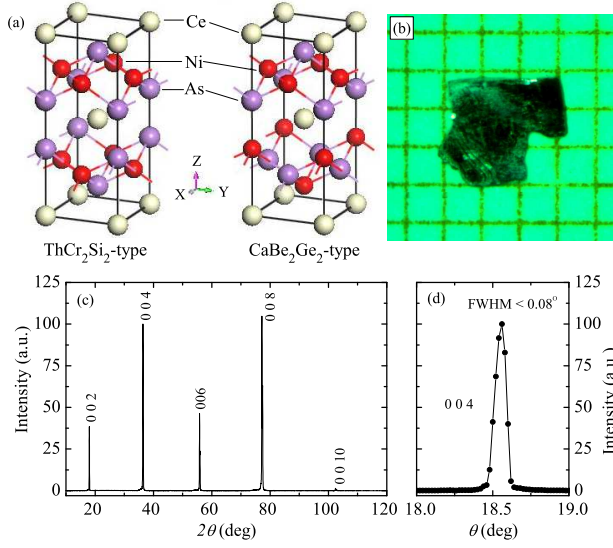 (a)
Ce
Ni
As
Z
X
Y
ThCr2Si2-type
CaBe2Ge2-type
(b)
(c)
Intensity (a.u.)
125
100
75
50
25
0
0 0 2
0 0 4
006
0 0 8
0 0 10
20
40
60
80
100
120
2θ (deg)
(d)
FWHM < 0.08°
0 0 4
125
100
75
50
25
0
Intensity (a.u.)
18.0
18.5
19.0
θ (deg)